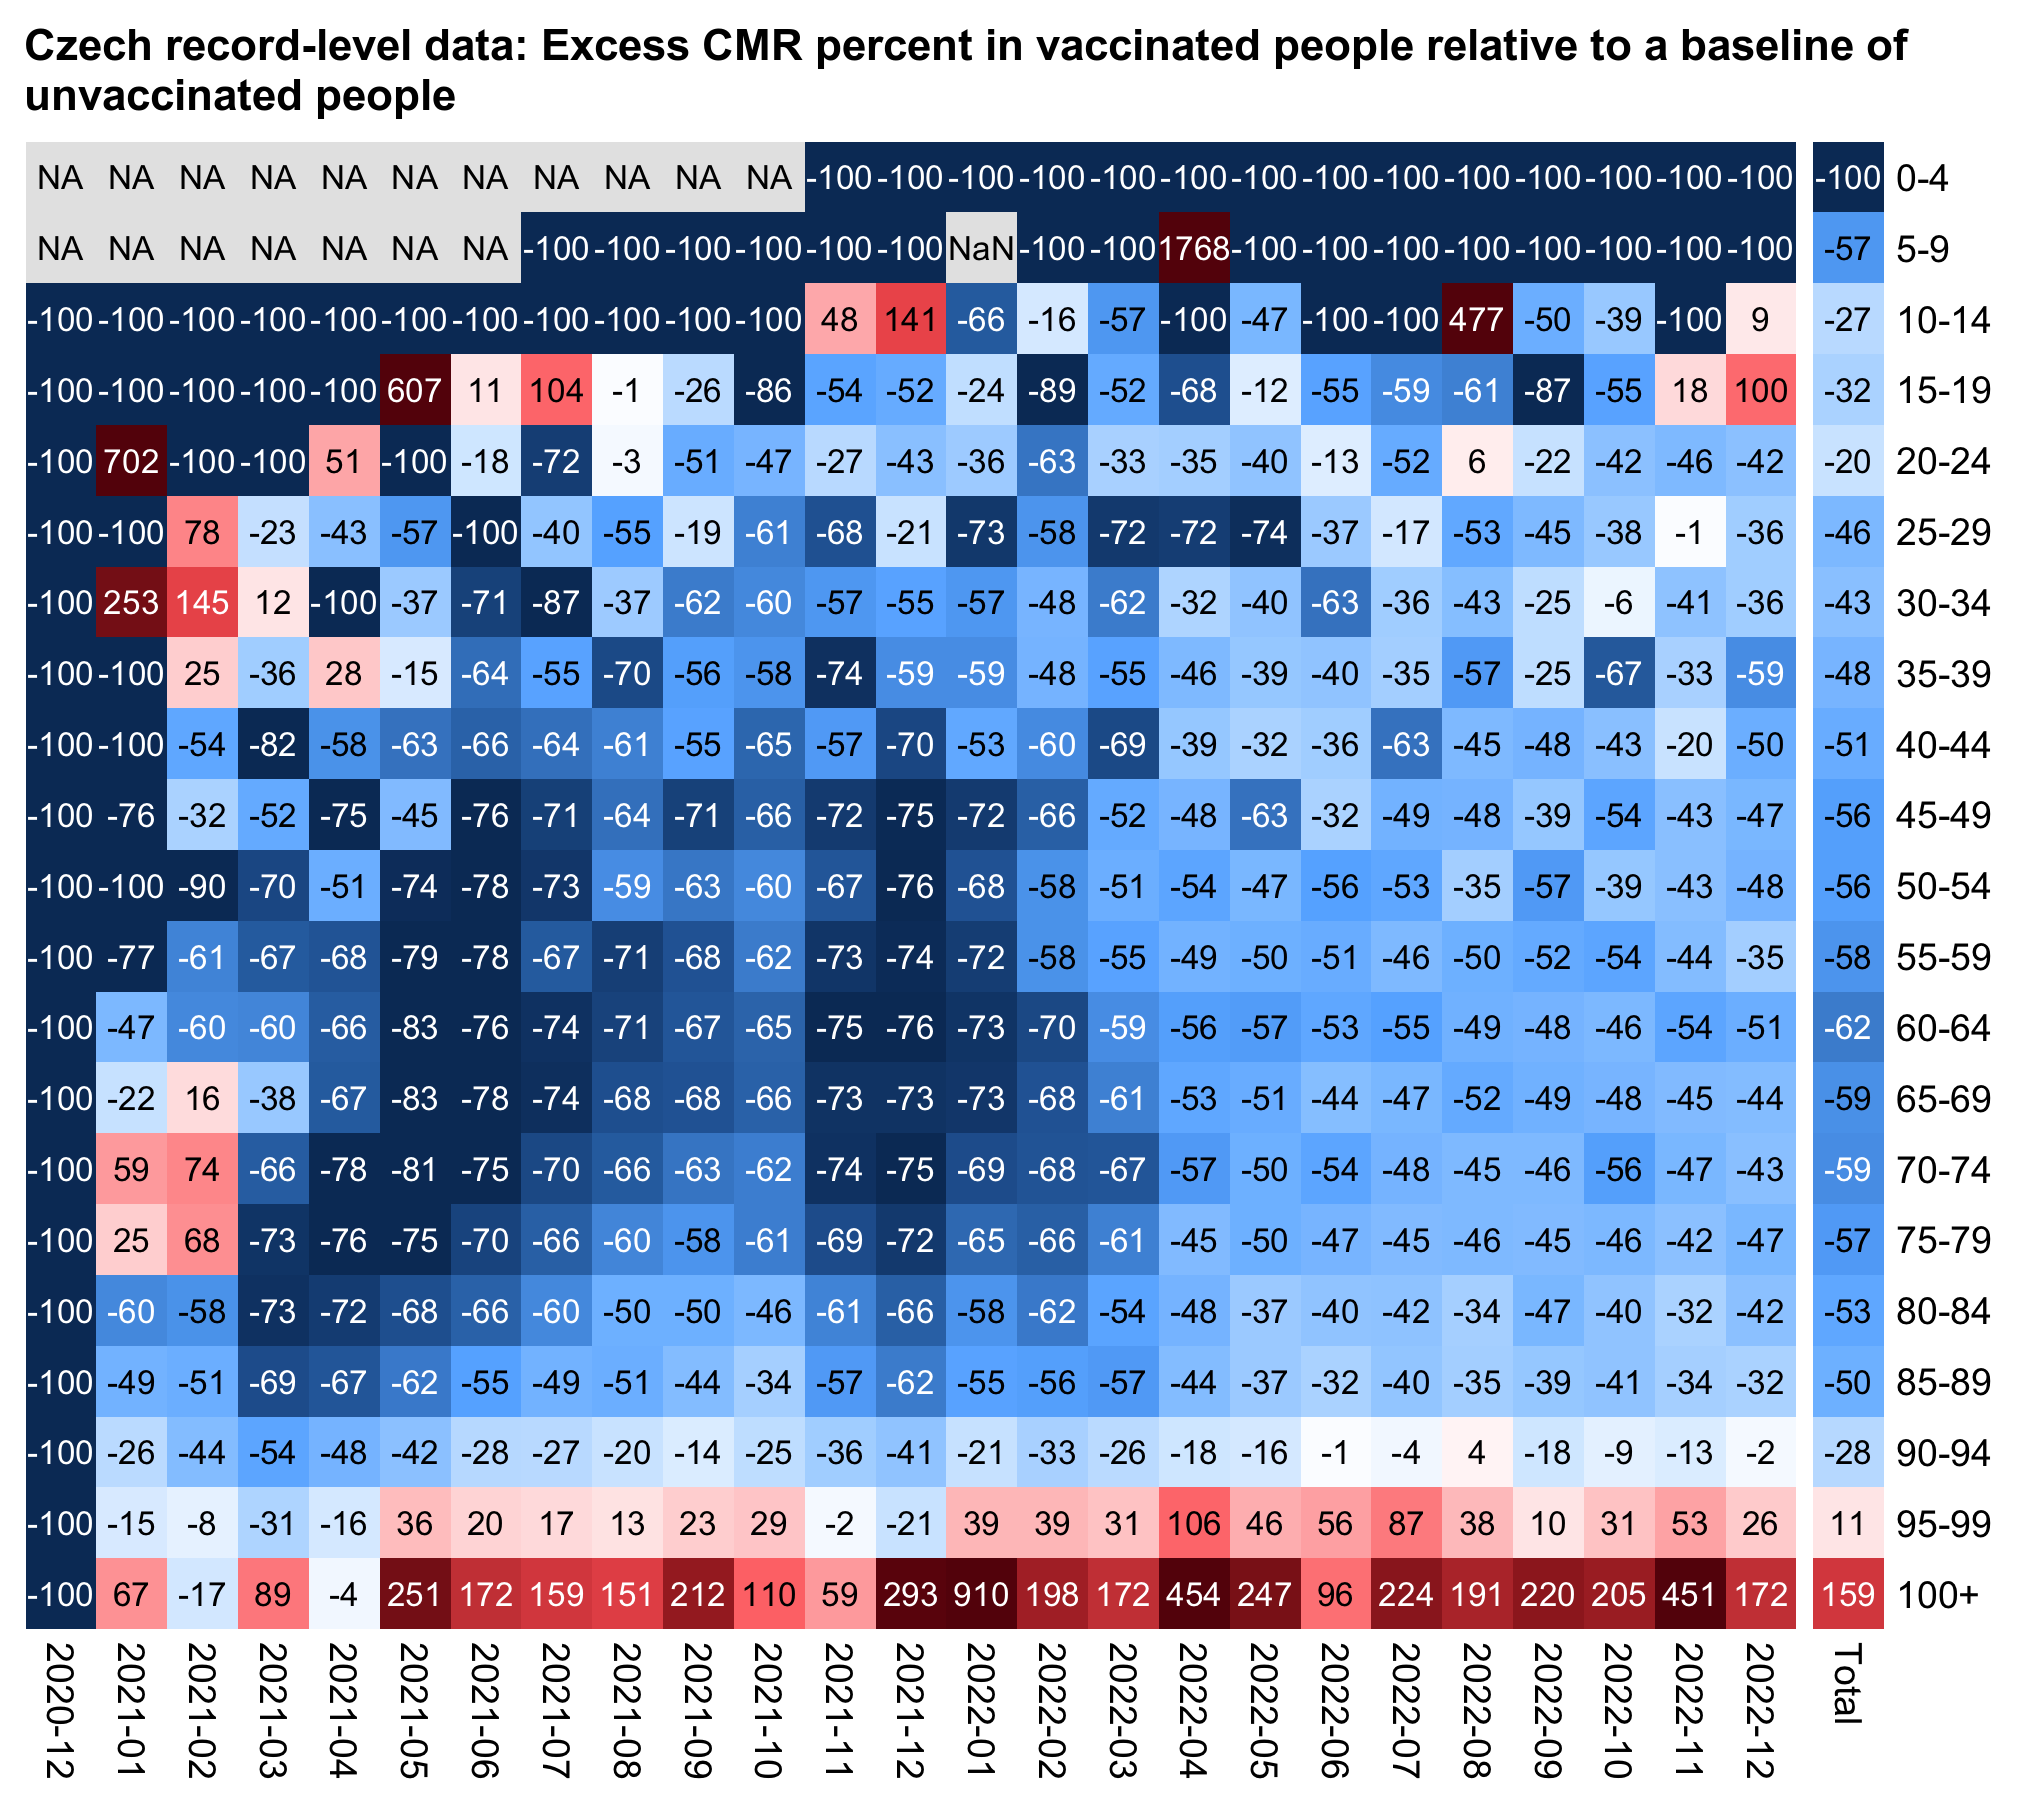 Czech record-level data: Excess CMR percent in vaccinated people relative to a baseline of
unvaccinated people
NA NA NA NA NA NA NA NA NA NA NA -100 -100 -100 -100 -100 -100 -100 -100 -100 -100 -100 -100 -100 -100 -100 0-4
NA NA NA NA NA NA NA -100 -100 -100 -100 -100 -100 NaN -100 -100 1768 -100 -100 -100 -100 -100 -100 -100 -100 -57 5-9
-100 -100 -100 -100 -100 -100 -100 -100 -100 -100 -100 48 141 -66 -16 -57 -100 -47 -100 -100 477 -50 -39 -100 9 -27 10-14
-100 -100 -100 -100 -100 607 11 104 -1 -26 -86 -54 -52 -24 -89 -52 -68 -12 -55 -59 -61 -87 -55 18 100 -32 15-19
-100 702 -100 -100 51 -100 -18 -72 -3 -51 -47 -27 -43 -36 -63 -33 -35 -40 -13 -52 6 -22 -42 -46 -42 -20 20-24
-100 -100 78 -23 -43 -57 -100 -40 -55 -19 -61 -68 -21 -73 -58 -72 -72 -74 -37 -17 -53 -45 -38 -1 -36 -46 25-29
-100 253 145 12 -100 -37 -71 -87 -37 -62 -60 -57 -55 -57 -48 -62 -32 -40 -63 -36 -43 -25 -6 -41 -36 -43 30-34
-100 -100 25 -36 28 -15 -64 -55 -70 -56 -58 -74 -59 -59 -48 -55 -46 -39 -40 -35 -57 -25 -67 -33 -59 -48 35-39
-100 -100 -54 -82 -58 -63 -66 -64 -61 -55 -65 -57 -70 -53 -60 -69 -39 -32 -36 -63 -45 -48 -43 -20 -50 -51 40-44
-100 -76 -32 -52 -75 -45 -76 -71 -64 -71 -66 -72 -75 -72 -66 -52 -48 -63 -32 -49 -48 -39 -54 -43 -47 -56 45-49
-100 -100 -90 -70 -51 -74 -78 -73 -59 -63 -60 -67 -76 -68 -58 -51 -54 -47 -56 -53 -35 -57 -39 -43 -48 -56 50-54
-100 -77 -61 -67 -68 -79 -78 -67 -71 -68 -62 -73 -74 -72 -58 -55 -49 -50 -51 -46 -50 -52 -54 -44 -35 -58 55-59
-100 -47 -60 -60 -66 -83 -76 -74 -71 -67 -65 -75 -76 -73 -70 -59 -56 -57 -53 -55 -49 -48 -46 -54 -51 -62 60-64
-100 -22 16 -38 -67 -83 -78 -74 -68 -68 -66 -73 -73 -73 -68 -61 -53 -51 -44 -47 -52 -49 -48 -45 -44 -59 65-69
-100 59 74 -66 -78 -81 -75 -70 -66 -63 -62 -74 -75 -69 -68 -67 -57 -50 -54 -48 -45 -46 -56 -47 -43 -59 70-74
-100 25 68 -73 -76 -75 -70 -66 -60 -58 -61 -69 -72 -65 -66 -61 -45 -50 -47 -45 -46 -45 -46 -42 -47 -57 75-79
-100 -60 -58 -73 -72 -68 -66 -60 -50 -50 -46 -61 -66 -58 -62 -54 -48 -37 -40 -42 -34 -47 -40 -32 -42 -53 80-84
-100 -49 -51 -69 -67 -62 -55 -49 -51 -44 -34 -57 -62 -55 -56 -57 -44 -37 -32 -40 -35 -39 -41 -34 -32 -50 85-89
-100 -26 -44 -54 -48 -42 -28 -27 -20 -14 -25 -36 -41 -21 -33 -26 -18 -16 -1 -4 4 -18 -9 -13 -2 -28 90-94
-100 -15 -8 -31 -16 36 20 17 13 23 29 -2 -21 39 39 31 106 46 56 87 38 10 31 53 26 11 95-99
-100 67 -17 89 -4 251 172 159 151 212 110 59 293 910 198 172 454 247 96 224 191 220 205 451 172 159 100+
2020-12 2021-01 2021-02 2021-03 2021-04 2021-05 2021-06 2021-07 2021-08 2021-09 2021-10 2021-11 2021-12 2022-01 2022-02 2022-03 2022-04 2022-05 2022-06 2022-07 2022-08 2022-09 2022-10 2022-11 2022-12 Total